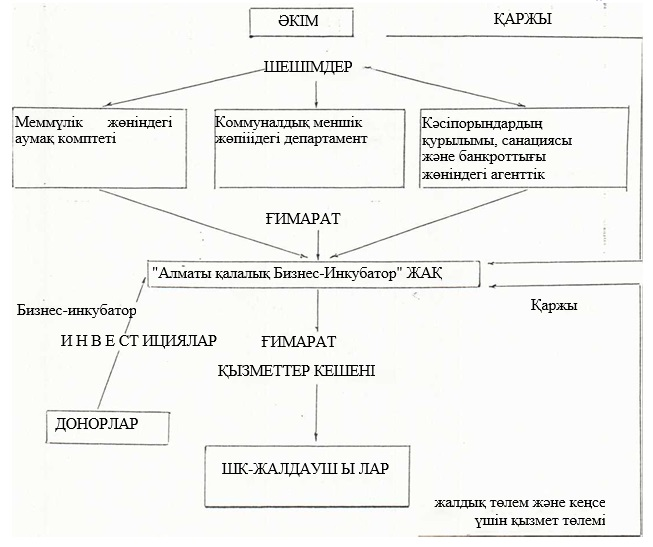 ӘКІМ
ҚАРЖЫ
ШЕШІМДЕР
Меммүлік жөніндегі
аумақ комптеті
Коммуналдық меншік
жөпііідегі департамент
Кәсіпорындардың
құрылымы, санациясы
және банкроттығы
жөніндегі агенттік
ҒИМАРАТ
"Алматы қалалық Бизнес-Инкубатор" ЖАҚ
Бизнес-инкубатор
Қаржы
И Н В Е СТ ИЦИЯЛАР
ҒИМАРАТ
ҚЫЗМЕТТЕР КЕШЕНІ
ДОНОРЛАР
ШК-ЖАЛДАУШ Ы ЛАР
жалдық төлем және кеңсе
үшін қызмет төлемі